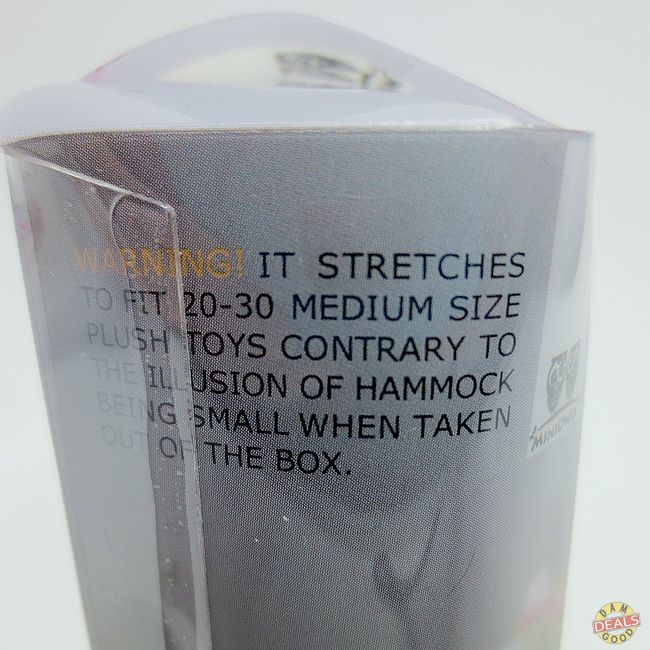 WARNING! IT STRETCHES
TO FIT 20-30 MEDIUM SIZE
PLUSH TOYS CONTRARY TO
THE ILLUSION OF HAMMOCK
BEING SMALL WHEN TAKEN
OUT OF THE BOX.
MINIOWLS
DAM
DEALS
GOOD